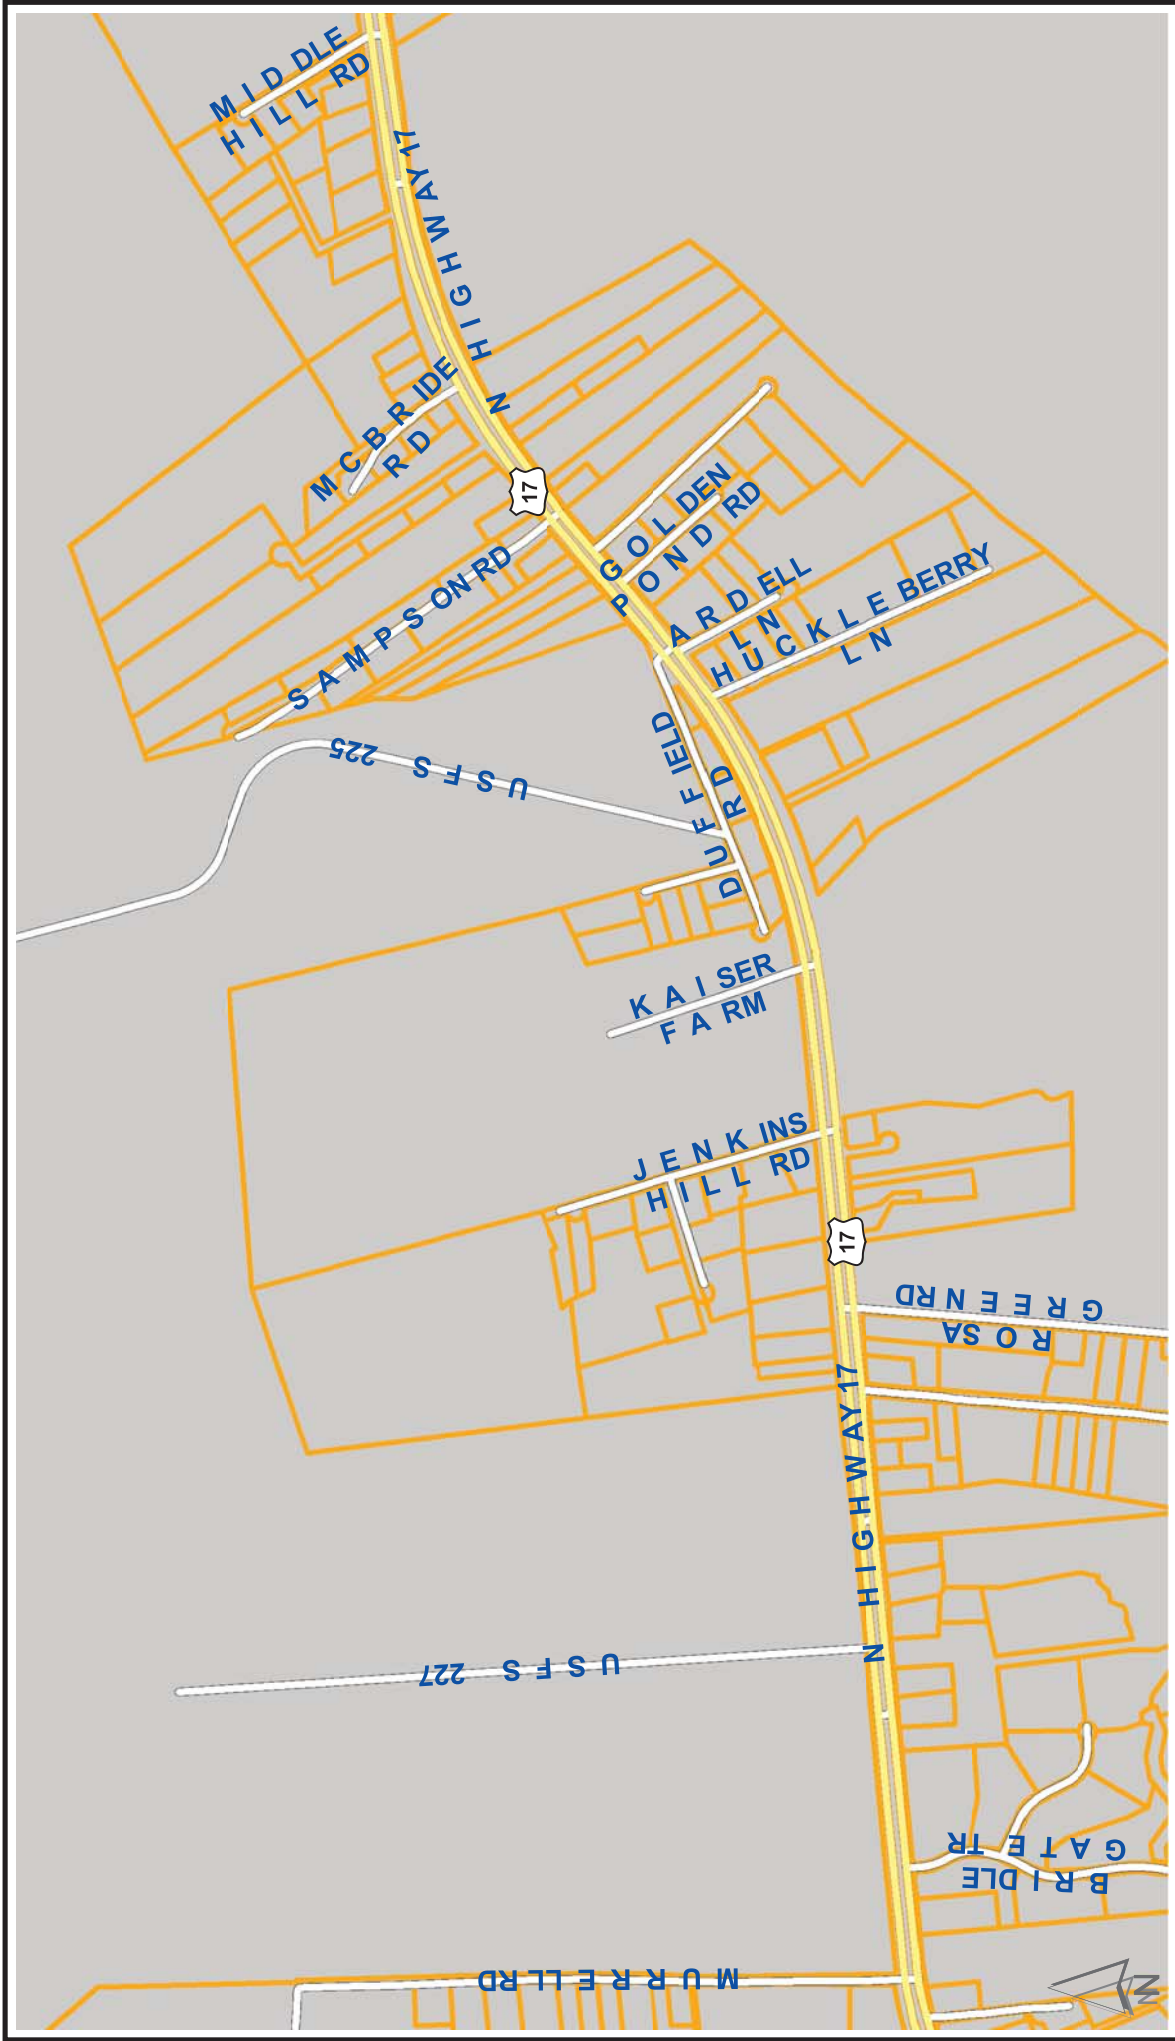 MIDDLE
HILL RD
N HIGHWAY 17
MCBRIDE
RD
17
GOLDEN
POND RD
SAMPSON RD
ARDELL
LN
HUCKLEBERRY
LN
USFS 225
DUFFIELD
RD
KAISER
FARM
JENKINS
HILL RD
17
GREEN RD
ROSA
N HIGHWAY 17
USFS 227
GATE TR
BRIDLE
MURRELL RD
N